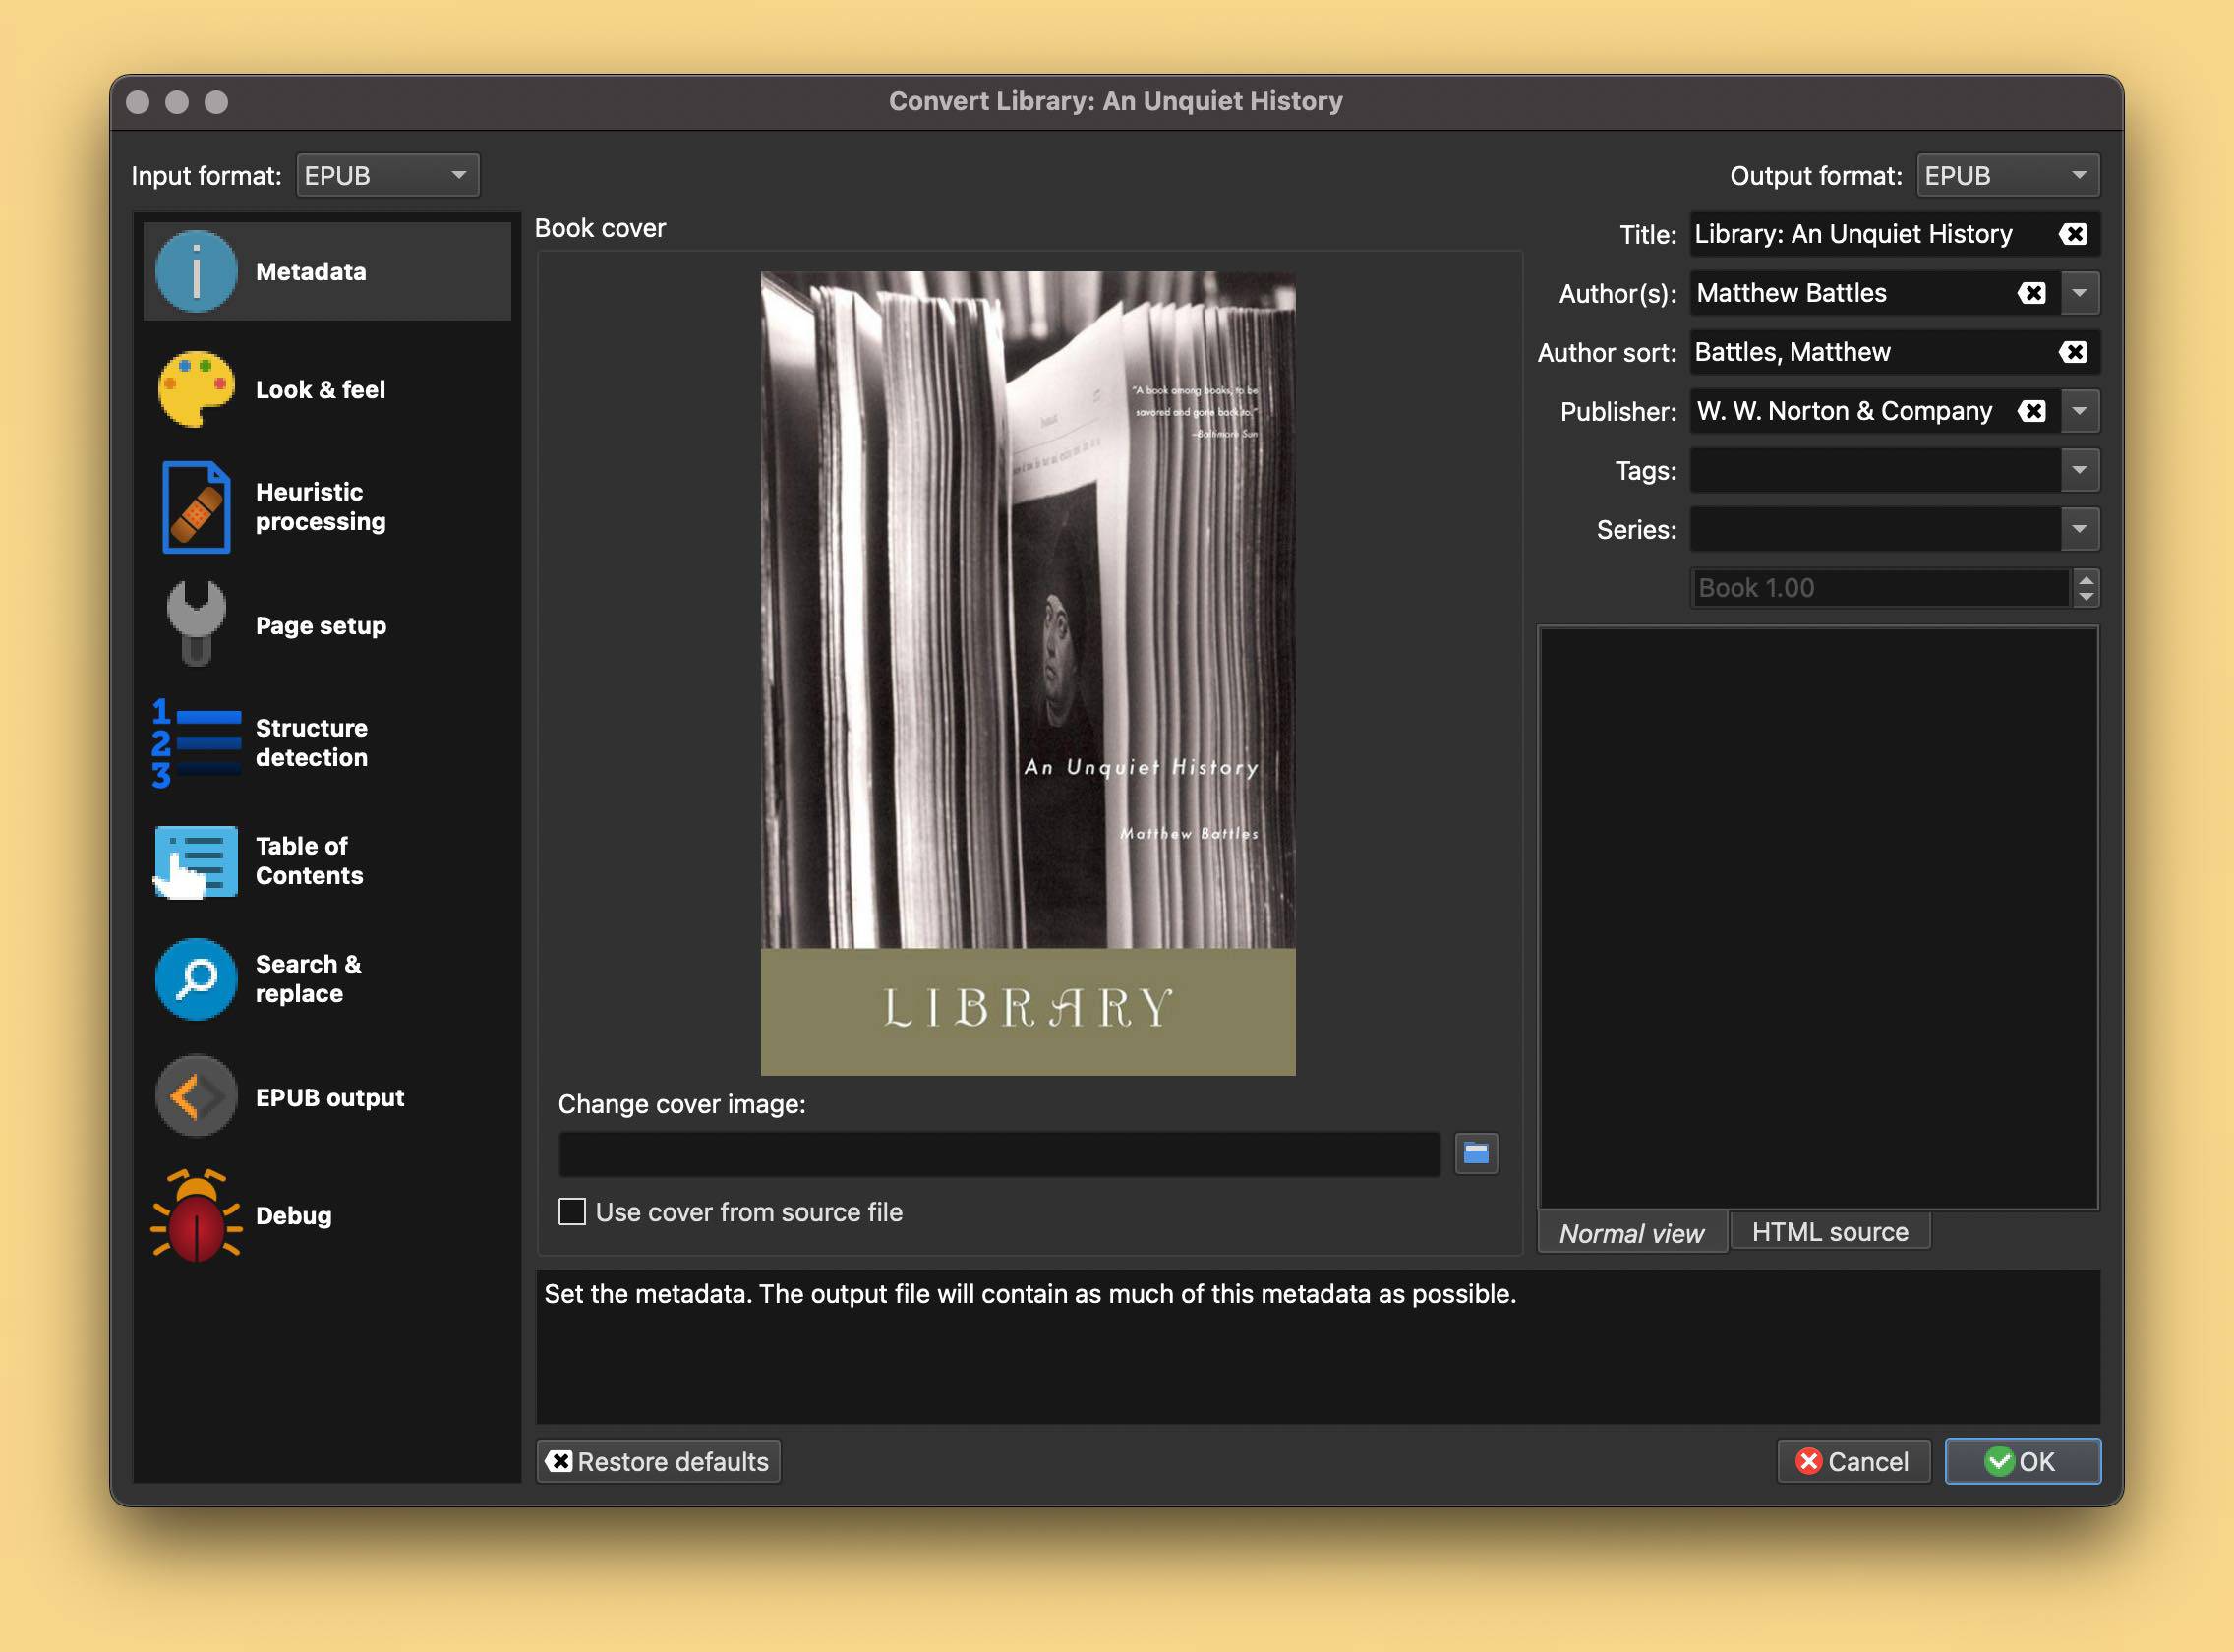 Convert Library: An Unquiet History
Input format: EPUB
Output format: EPUB
Metadata
Look & feel
Heuristic
processing
Page setup
1
2
3
Structure
detection
Table of
Contents
Search &
replace
EPUB output
Debug
Book cover
"A book among books, to be
savored and gone back to."
—Baltimore Sun
An Unquiet History
Matthew Battles
LIBRARY
Change cover image:
Use cover from source file
Title: Library: An Unquiet History
Author(s): Matthew Battles
Author sort: Battles, Matthew
Publisher: W. W. Norton & Company
Tags:
Series:
Book 1.00
Normal view
HTML source
Set the metadata. The output file will contain as much of this metadata as possible.
Restore defaults
Cancel
OK